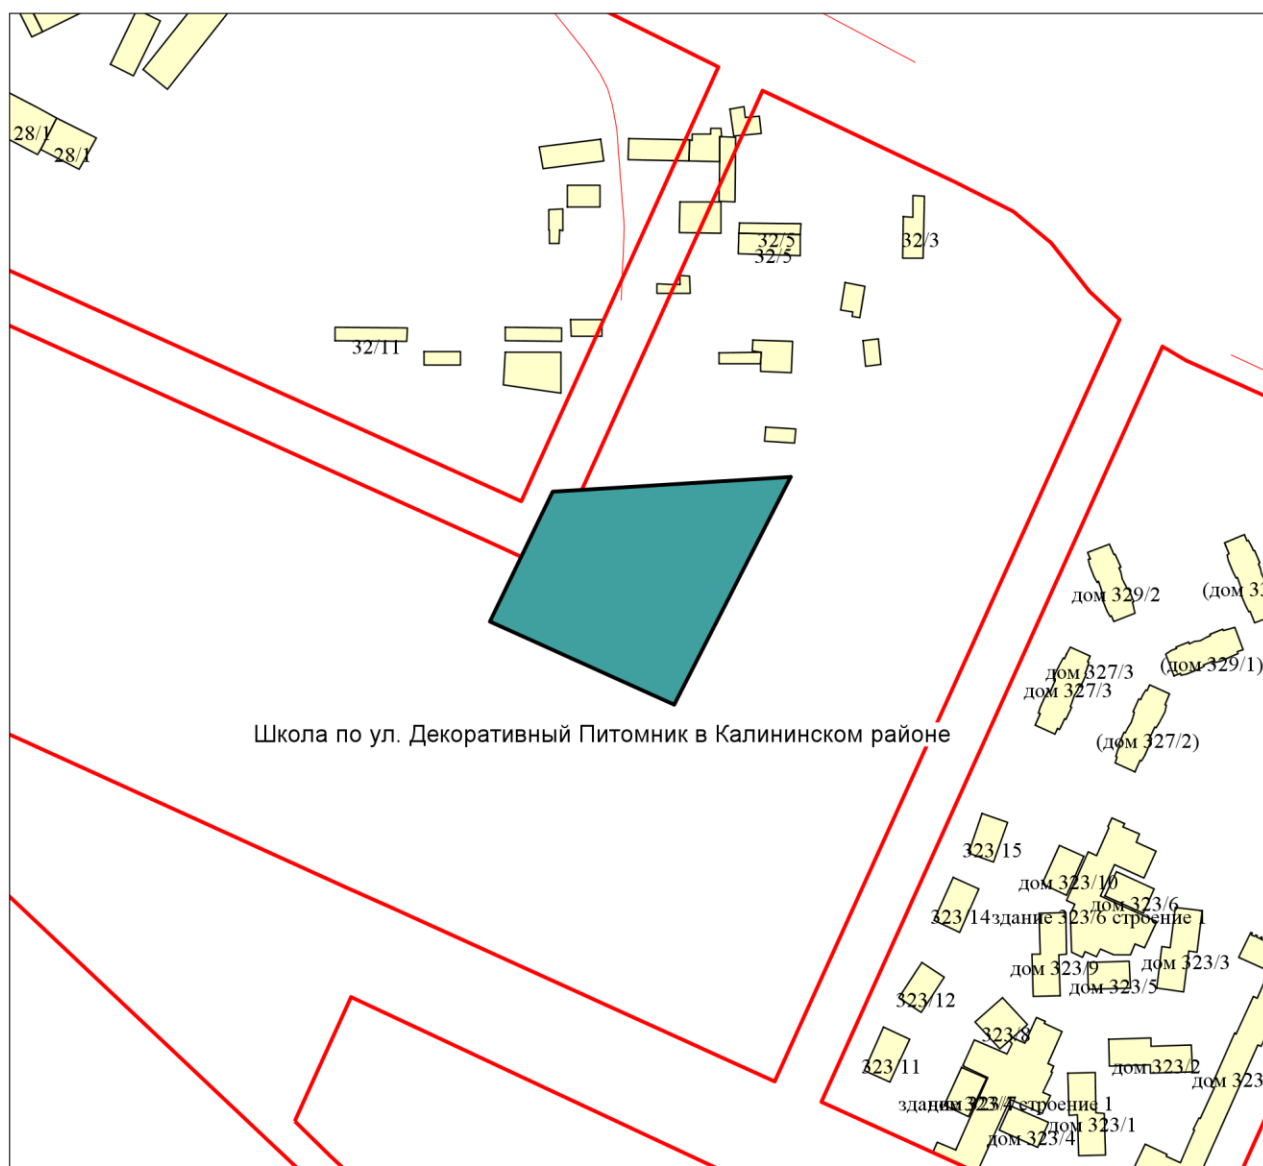 28/1
28/1
32/5
32/5
32/3
32/11
дом 329/2
дом 327/3
(дом 329/1)
дом 327/3
Школа по ул. Декоративный Питомник в Калининском районе
(дом 327/2)
323/15
дом 323/10
дом 323/6
323/14
здание 323/6 строение 1
дом 323/9
дом 323/3
дом 323/5
323/12
323/8
323/11
дом 323/2
дом 323
дом 323/1
дом 323/4